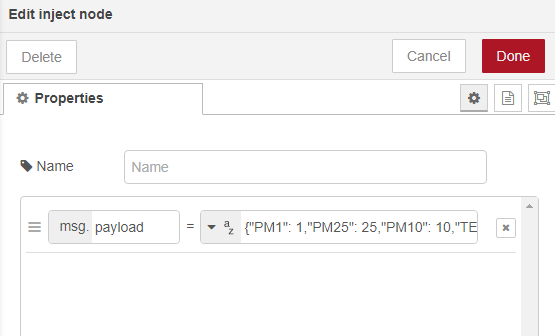 Edit inject node
Delete
Cancel
Done
Properties
Name
Name
msg. payload = a z {"PM1": 1,"PM25": 25,"PM10": 10,"TE